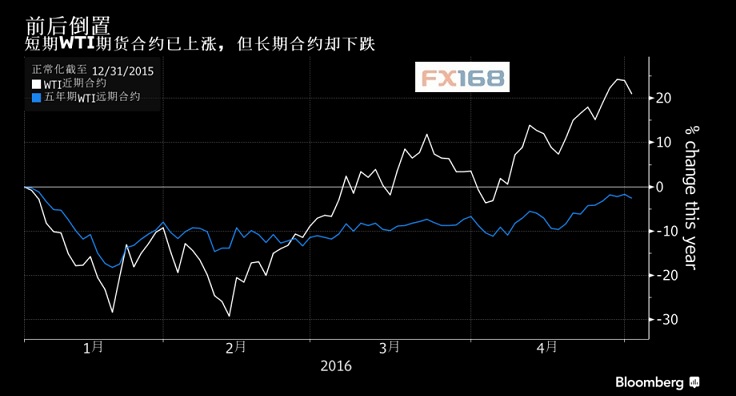 前后倒置
短期WTI期货合约已上涨，但长期合约却下跌
正常化截至 12/31/2015
WTI近期合约
五年期WTI远期合约
FX168
20
10
0
-10
-20
-30
% change this year
1月
2月
3月
4月
2016
Bloomberg